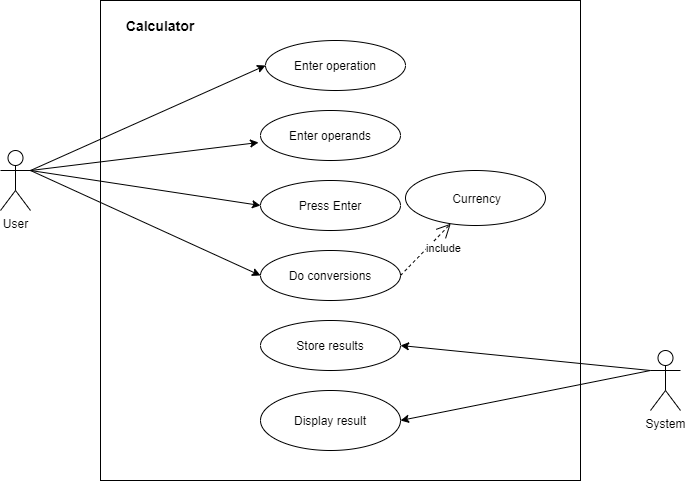 Calculator
Enter operation
Enter operands
Press Enter
Currency
User
include
Do conversions
Store results
Display result
System